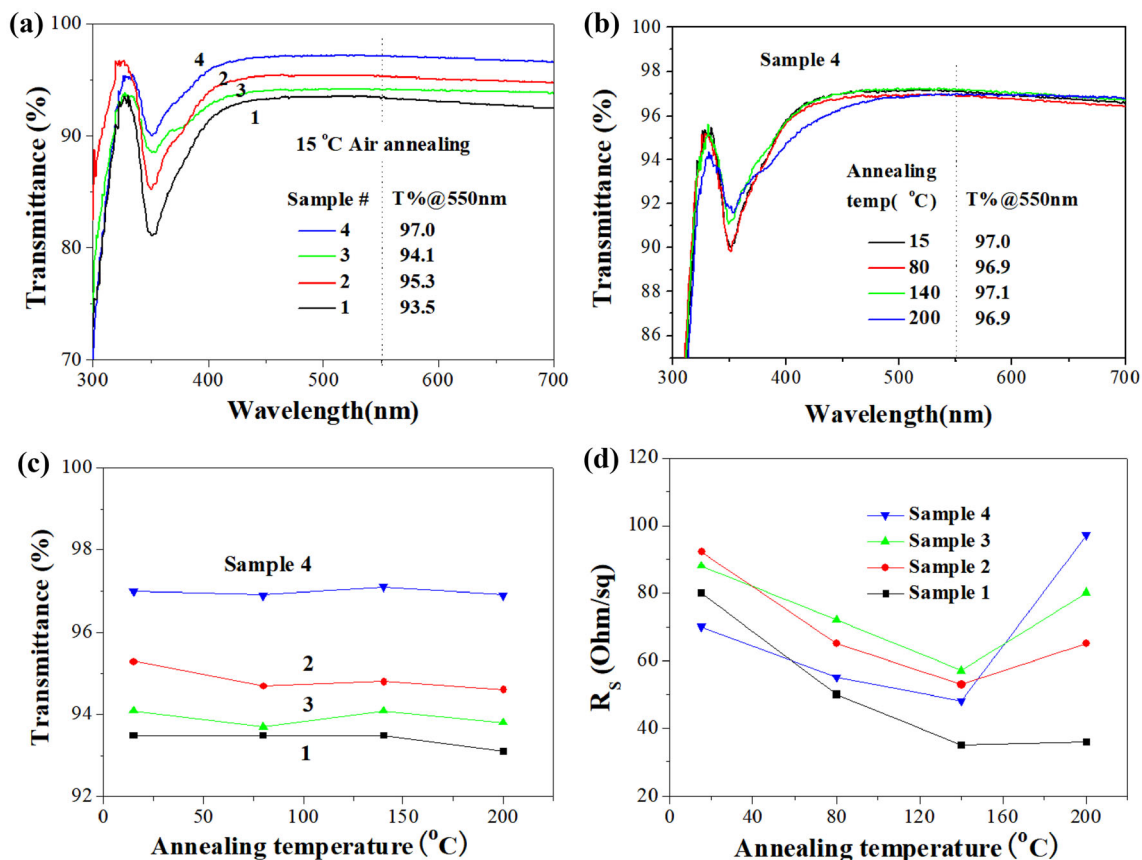 (a)
100
90
80
70
Transmittance (%)
4
2
3
1
15 °C Air annealing
Sample # T%@550nm
4 97.0
3 94.1
2 95.3
1 93.5
300 400 500 600 700
Wavelength(nm)
(b)
98
96
94
92
90
88
86
Transmittance (%)
Sample 4
Annealing
temp( °C) T%@550nm
15 97.0
80 96.9
140 97.1
200 96.9
300 400 500 600 700
Wavelength(nm)
(c)
100
98
96
94
92
Transmittance (%)
Sample 4
2
3
1
0 25 50 75 100 125 150 175 200
Annealing temperature (°C)
(d)
120
100
80
60
40
20
Rs (Ohm/sq)
Sample 4
Sample 3
Sample 2
Sample 1
0 40 80 120 160 200
Annealing temperature (°C)